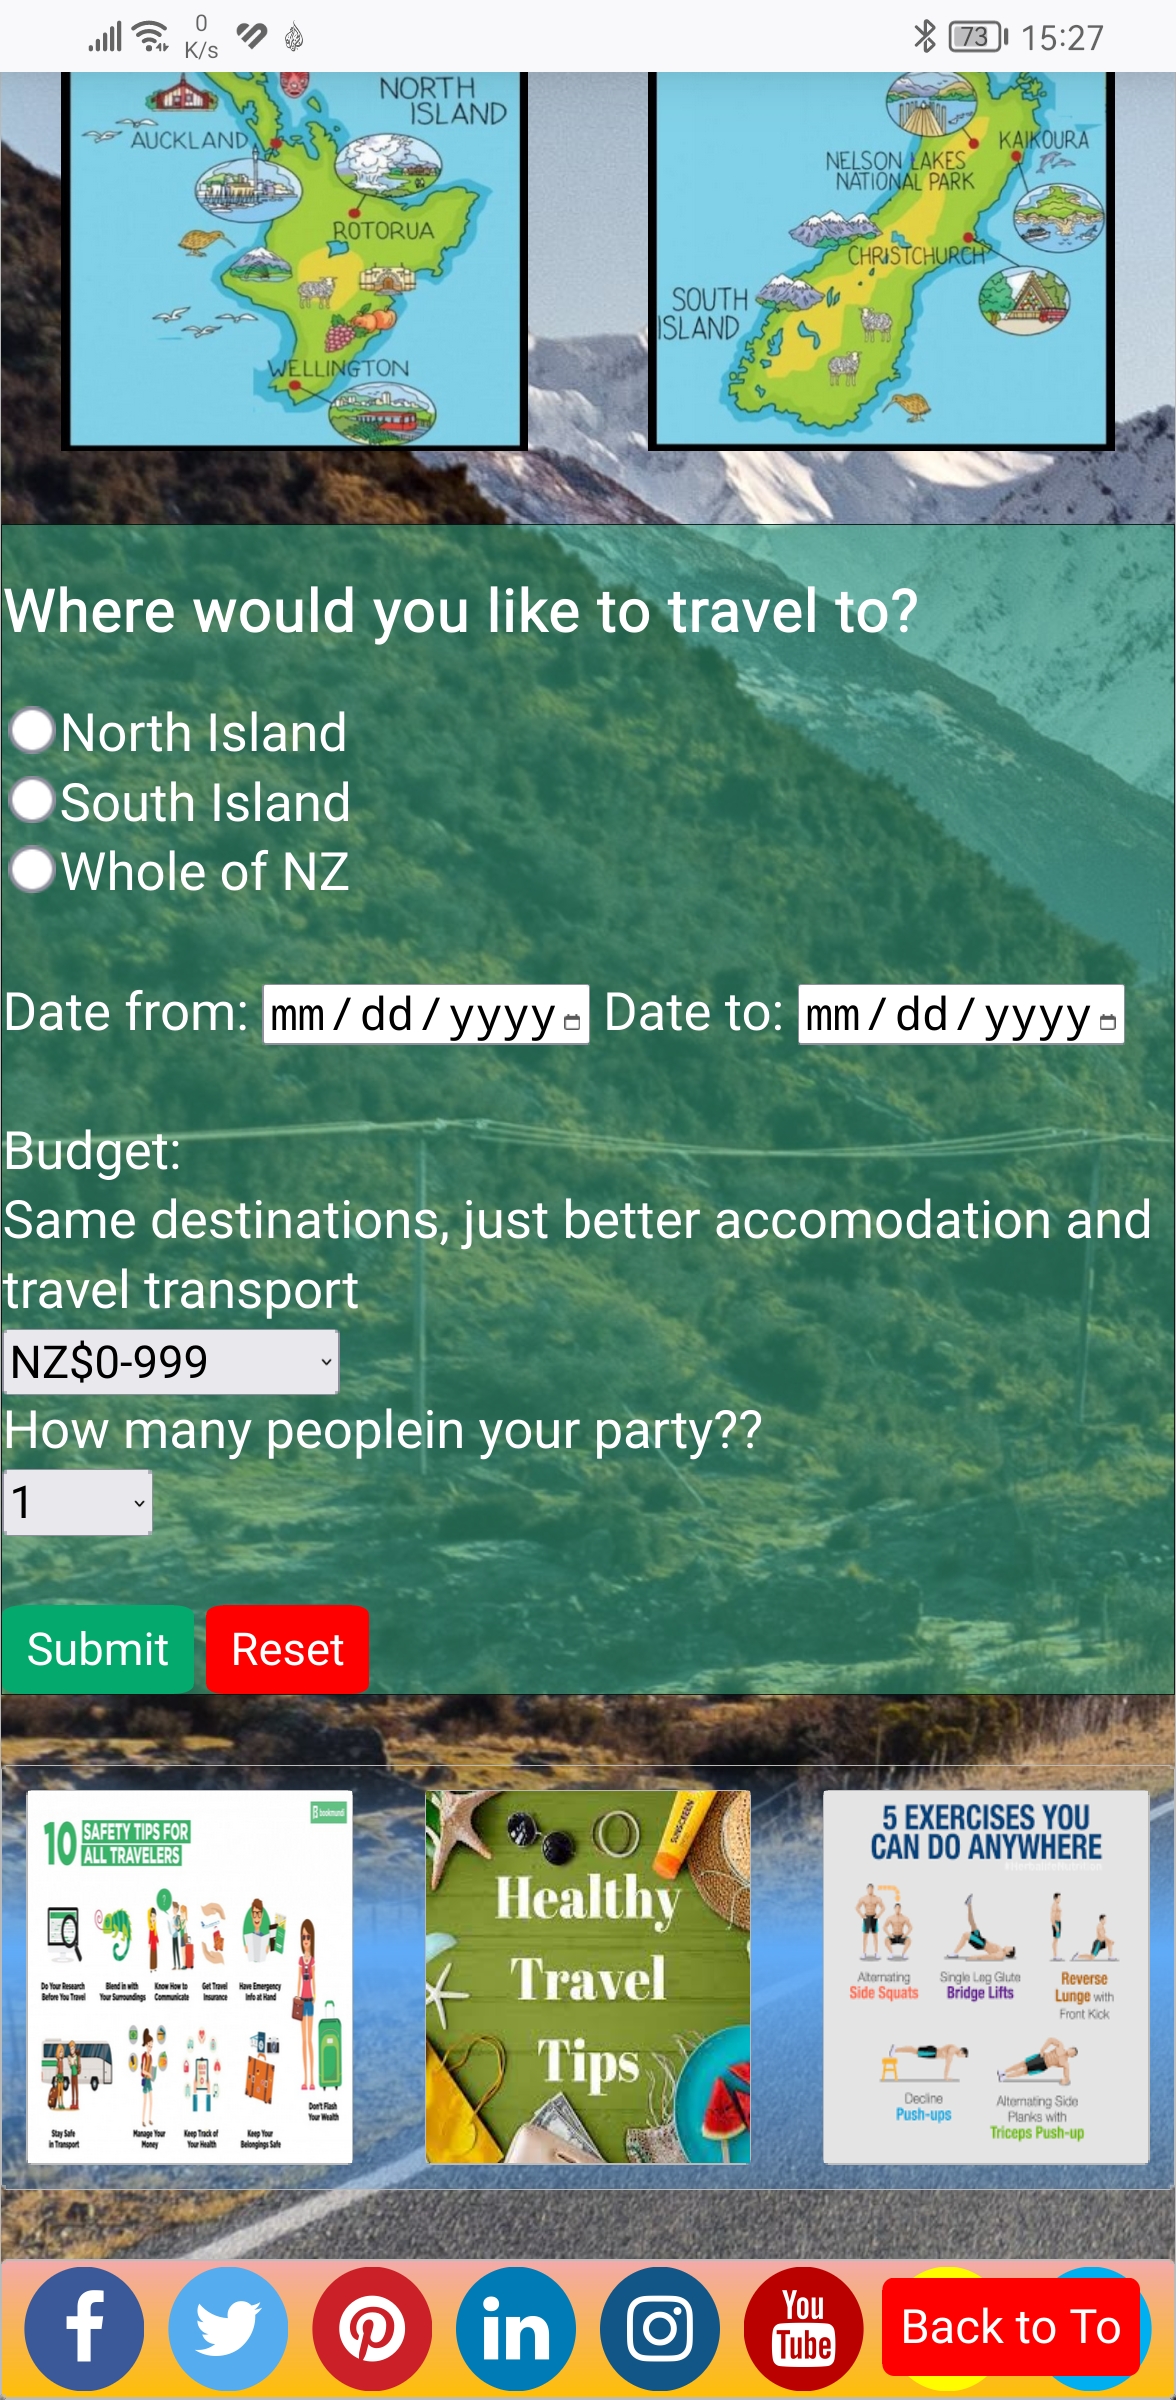 0
K/s
73
15:27
NORTH
ISLAND
AUCKLAND
ROTORUA
WELLINGTON
KAIKOURA
NELSON LAKES
NATIONAL PARK
CHRISTCHURCH
SOUTH
ISLAND
Where would you like to travel to?
North Island
South Island
Whole of NZ
Date from: mm/dd/yyyy Date to: mm/dd/yyyy
Budget:
Same destinations, just better accomodation and
travel transport
NZ$0-999
How many peoplein your party??
1
Submit Reset
bookmundi
10 SAFETY TIPS FOR
ALL TRAVELERS
?
Do Your Research
Before You Travel
Blend in with
Your Surroundings
Know How to
Communicate
Get Travel
Insurance
Have Emergency
Info at Hand
Stay Safe
in Transport
Manage Your
Money
Keep Track of
Your Health
Keep Your
Belongings Safe
Don't Flash
Your Wealth
SUNSCREEN
Healthy
Travel
Tips
5 EXERCISES YOU
CAN DO ANYWHERE
Alternating
Side Squats
Single Leg Glute
Bridge Lifts
Reverse
Lunge with
Front Kick
Decline
Push-ups
Alternating Side
Planks with
Triceps Push-up
f
in
You
Tube
Back to To